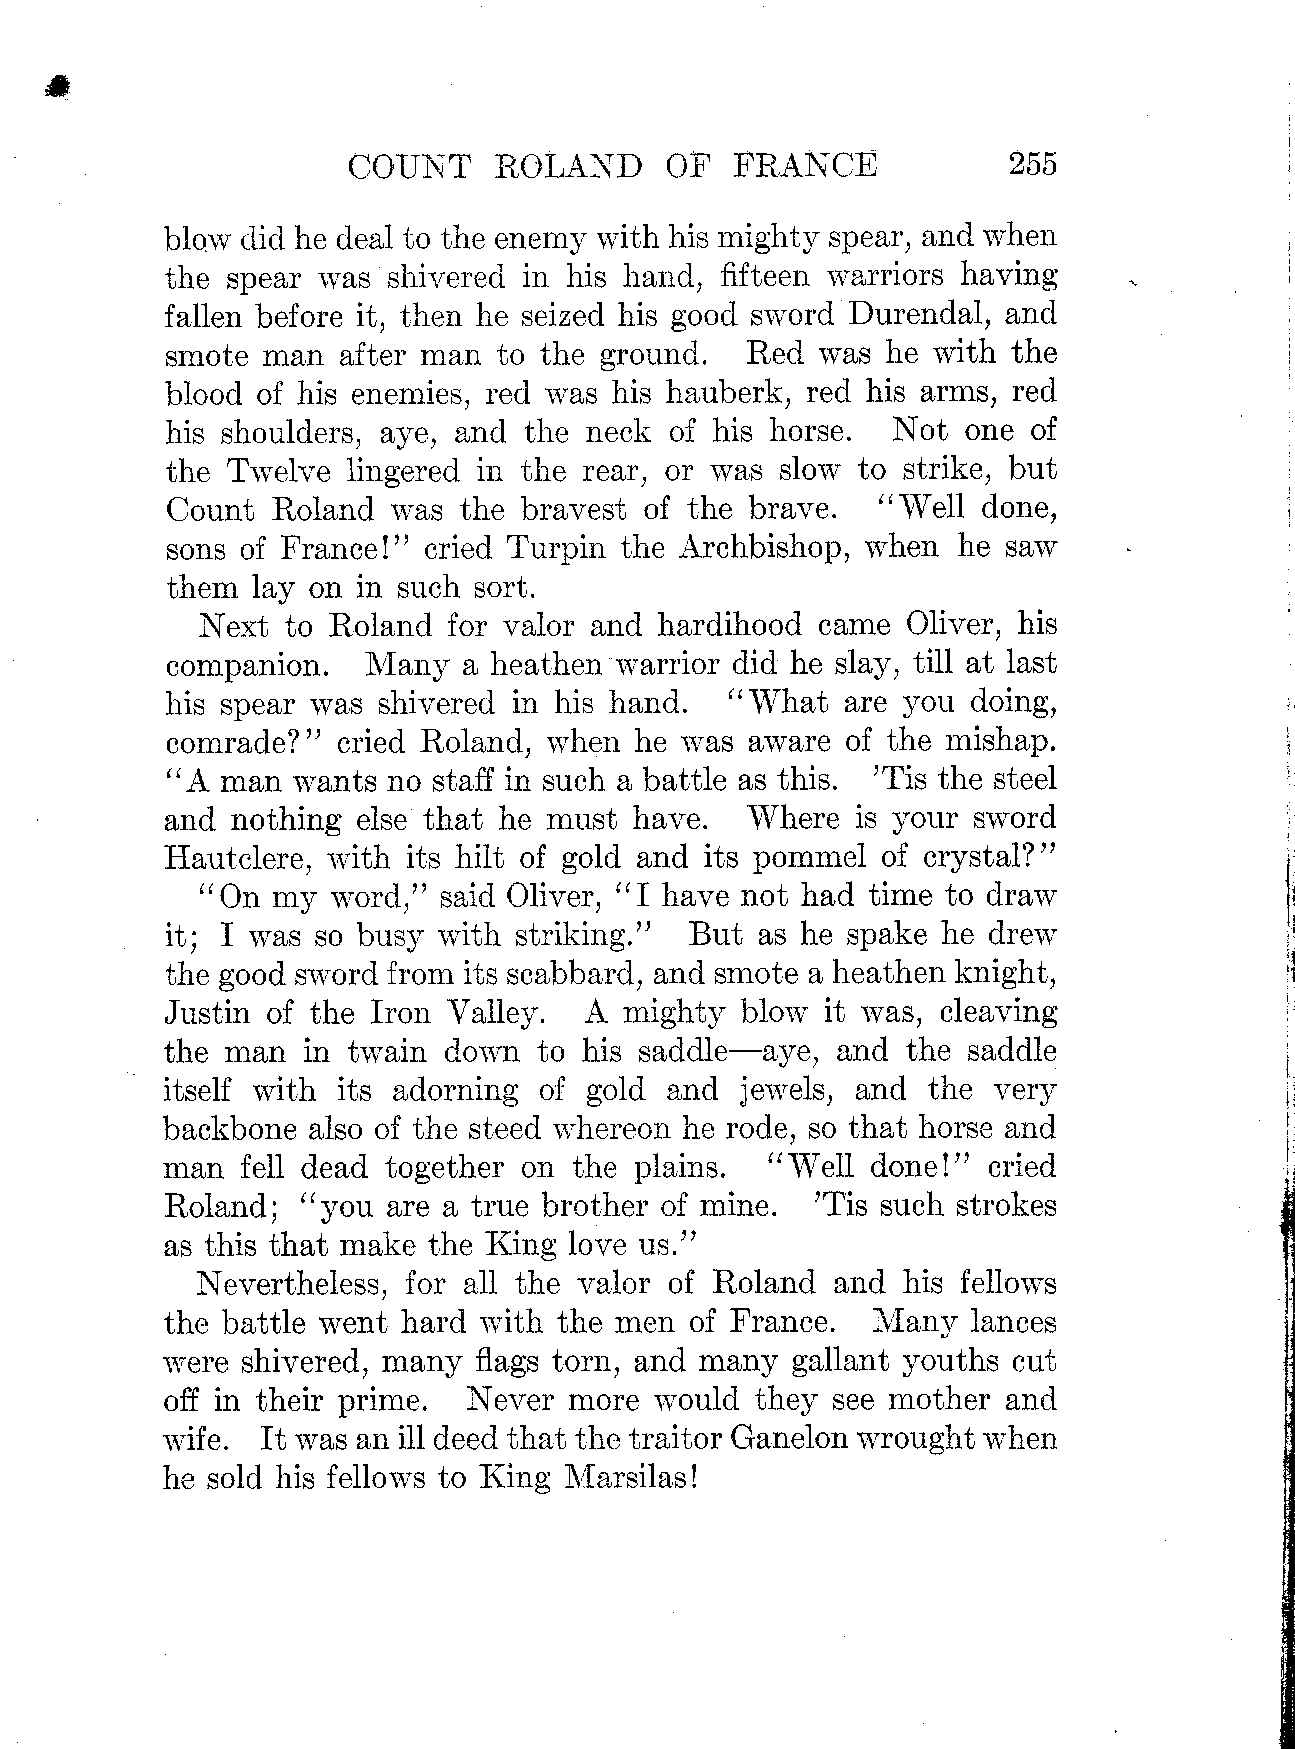 COUNT ROLAND OF FRANCE 255
blow did he deal to the enemy with his mighty spear, and when
the spear was shivered in his hand, fifteen warriors having
fallen before it, then he seized his good sword Durendal, and
smote man after man to the ground. Red was he with the
blood of his enemies, red was his hauberk, red his arms, red
his shoulders, aye, and the neck of his horse. Not one of
the Twelve lingered in the rear, or was slow to strike, but
Count Roland was the bravest of the brave. "Well done,
sons of France!" cried Turpin the Archbishop, when he saw
them lay on in such sort.
Next to Roland for valor and hardihood came Oliver, his
companion. Many a heathen warrior did he slay, till at last
his spear was shivered in his hand. "What are you doing,
comrade?" cried Roland, when he was aware of the mishap.
"A man wants no staff in such a battle as this. 'Tis the steel
and nothing else that he must have. Where is your sword
Hautclere, with its hilt of gold and its pommel of crystal?"
"On my word," said Oliver, "I have not had time to draw
it; I was so busy with striking." But as he spake he drew
the good sword from its scabbard, and smote a heathen knight,
Justin of the Iron Valley. A mighty blow it was, cleaving
the man in twain down to his saddle—aye, and the saddle
itself with its adorning of gold and jewels, and the very
backbone also of the steed whereon he rode, so that horse and
man fell dead together on the plains. "Well done!" cried
Roland; "you are a true brother of mine. 'Tis such strokes
as this that make the King love us."
Nevertheless, for all the valor of Roland and his fellows
the battle went hard with the men of France. Many lances
were shivered, many flags torn, and many gallant youths cut
off in their prime. Never more would they see mother and
wife. It was an ill deed that the traitor Ganelon wrought when
he sold his fellows to King Marsilas!